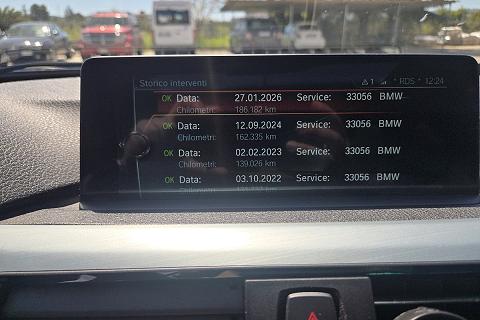 Storico interventi
1 RDS 12:24
OK Data: 27.01.2026 Service: 33056 BMW
Chilometri: 186.182 km
OK Data: 12.09.2024 Service: 33056 BMW
Chilometri: 162.335 km
OK Data: 02.02.2023 Service: 33056 BMW
Chilometri: 139.026 km
OK Data: 03.10.2022 Service: 33056 BMW
Chilometri: km